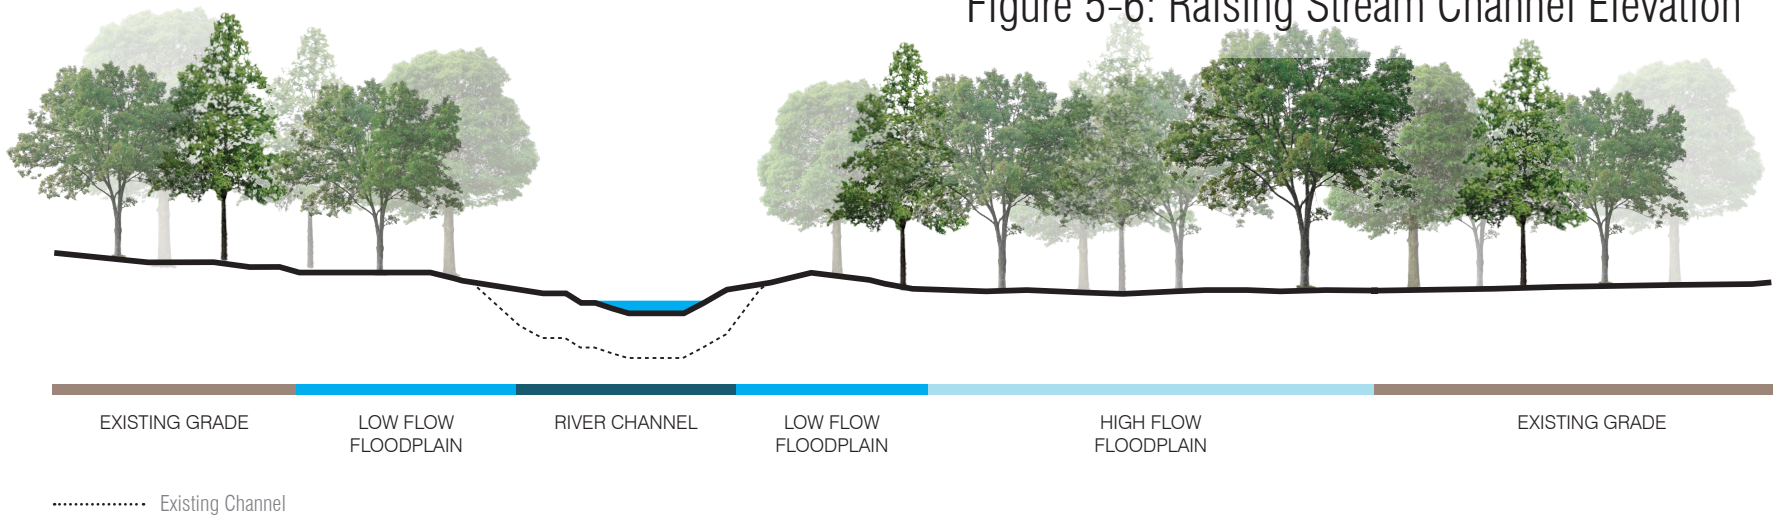 Figure 5-6: Raising Stream Channel Elevation
EXISTING GRADE
LOW FLOW
FLOODPLAIN
RIVER CHANNEL
LOW FLOW
FLOODPLAIN
HIGH FLOW
FLOODPLAIN
EXISTING GRADE
Existing Channel